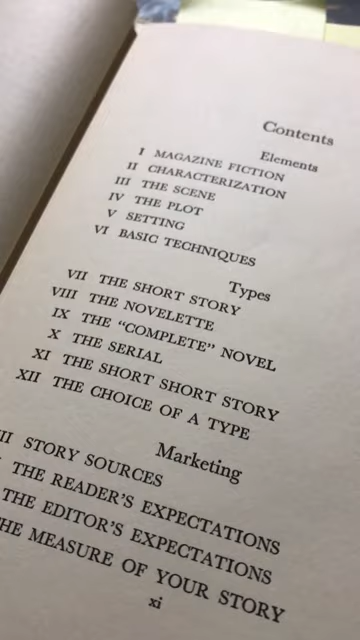 Contents
Elements
I MAGAZINE FICTION
II CHARACTERIZATION
III THE SCENE
IV THE PLOT
V SETTING
VI BASIC TECHNIQUES
Types
VII THE SHORT STORY
VIII THE NOVELETTE
IX THE "COMPLETE" NOVEL
X THE SERIAL
XI THE SHORT SHORT STORY
XII THE CHOICE OF A TYPE
Marketing
II STORY SOURCES
THE READER'S EXPECTATIONS
THE EDITOR'S EXPECTATIONS
HE MEASURE OF YOUR STORY
xi